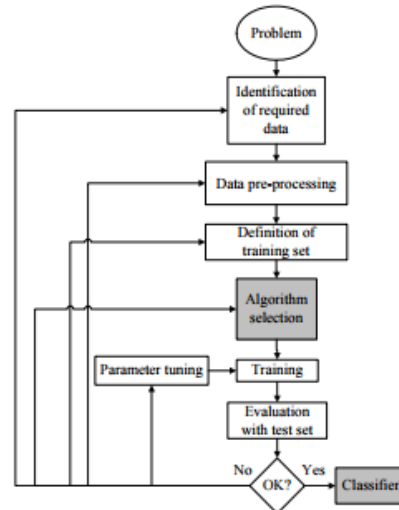 Problem
Identification
of required
data
Data pre-processing
Definition of
training set
Algorithm
selection
Parameter tuning
Training
Evaluation
with test set
No
OK?
Yes
Classifier